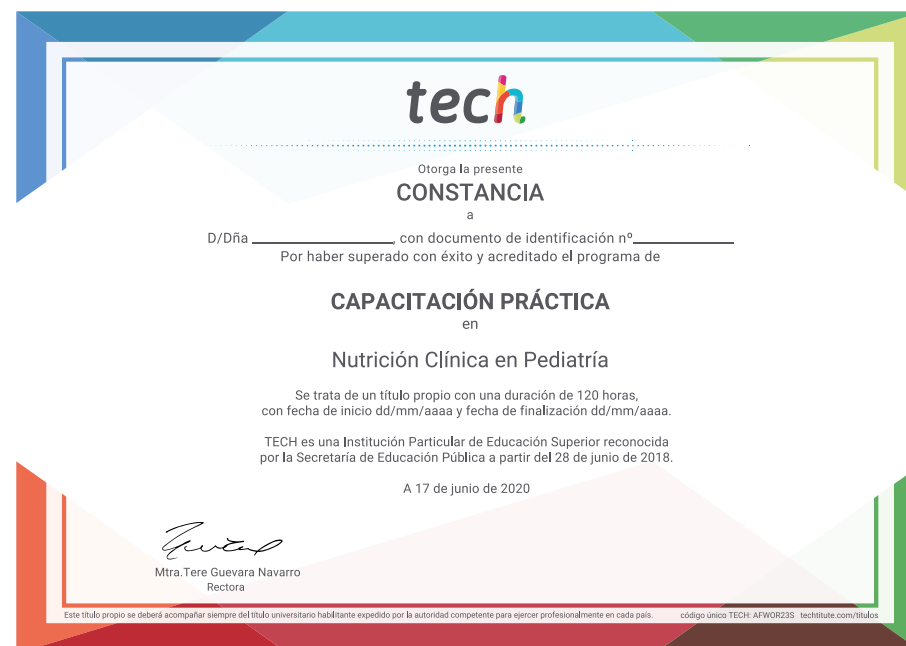 tech
Otorga la presente
CONSTANCIA
a
D/Dña ____________________, con documento de identificación nº______________
Por haber superado con éxito y acreditado el programa de
CAPACITACIÓN PRÁCTICA
en
Nutrición Clínica en Pediatría
Se trata de un título propio con una duración de 120 horas,
con fecha de inicio dd/mm/aaaa y fecha de finalización dd/mm/aaaa.
TECH es una Institución Particular de Educación Superior reconocida
por la Secretaría de Educación Pública a partir del 28 de junio de 2018.
A 17 de junio de 2020
Mtra.Tere Guevara Navarro
Rectora
Este título propio se deberá acompañar siempre del título universitario habilitante expedido por la autoridad competente para ejercer profesionalmente en cada país. código único TECH: AFWOR23S techtitute.com/titulos